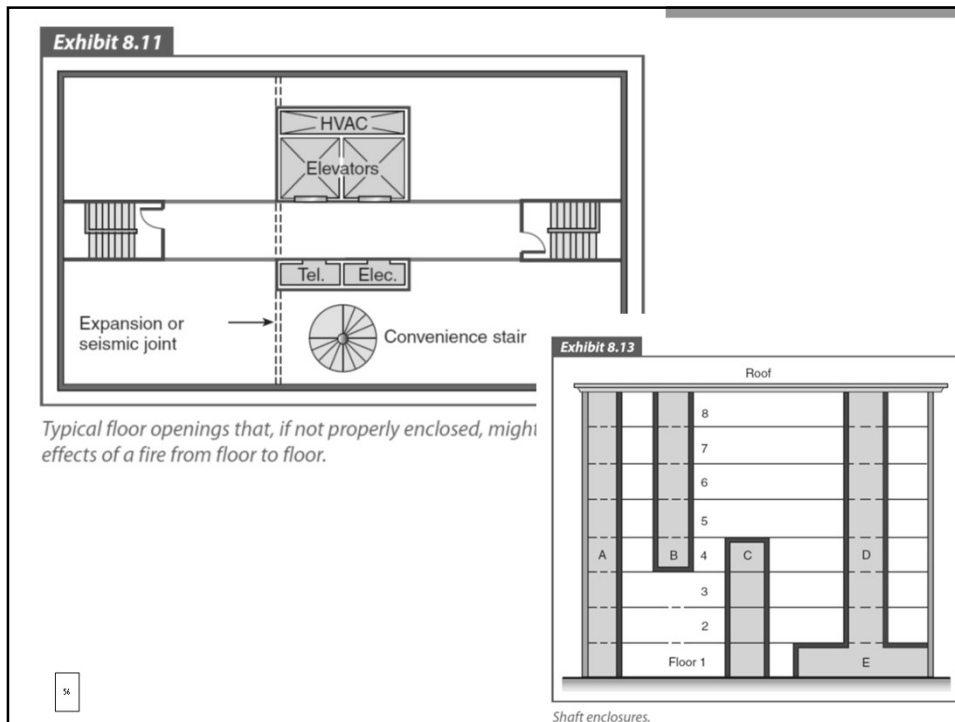 Exhibit 8.11
HVAC
Elevators
Tel.
Elec.
Expansion or
seismic joint
Convenience stair
Typical floor openings that, if not properly enclosed, might
effects of a fire from floor to floor.
Exhibit 8.13
Roof
8
7
6
5
A
B
4
C
D
3
2
Floor 1
E
Shaft enclosures.
56